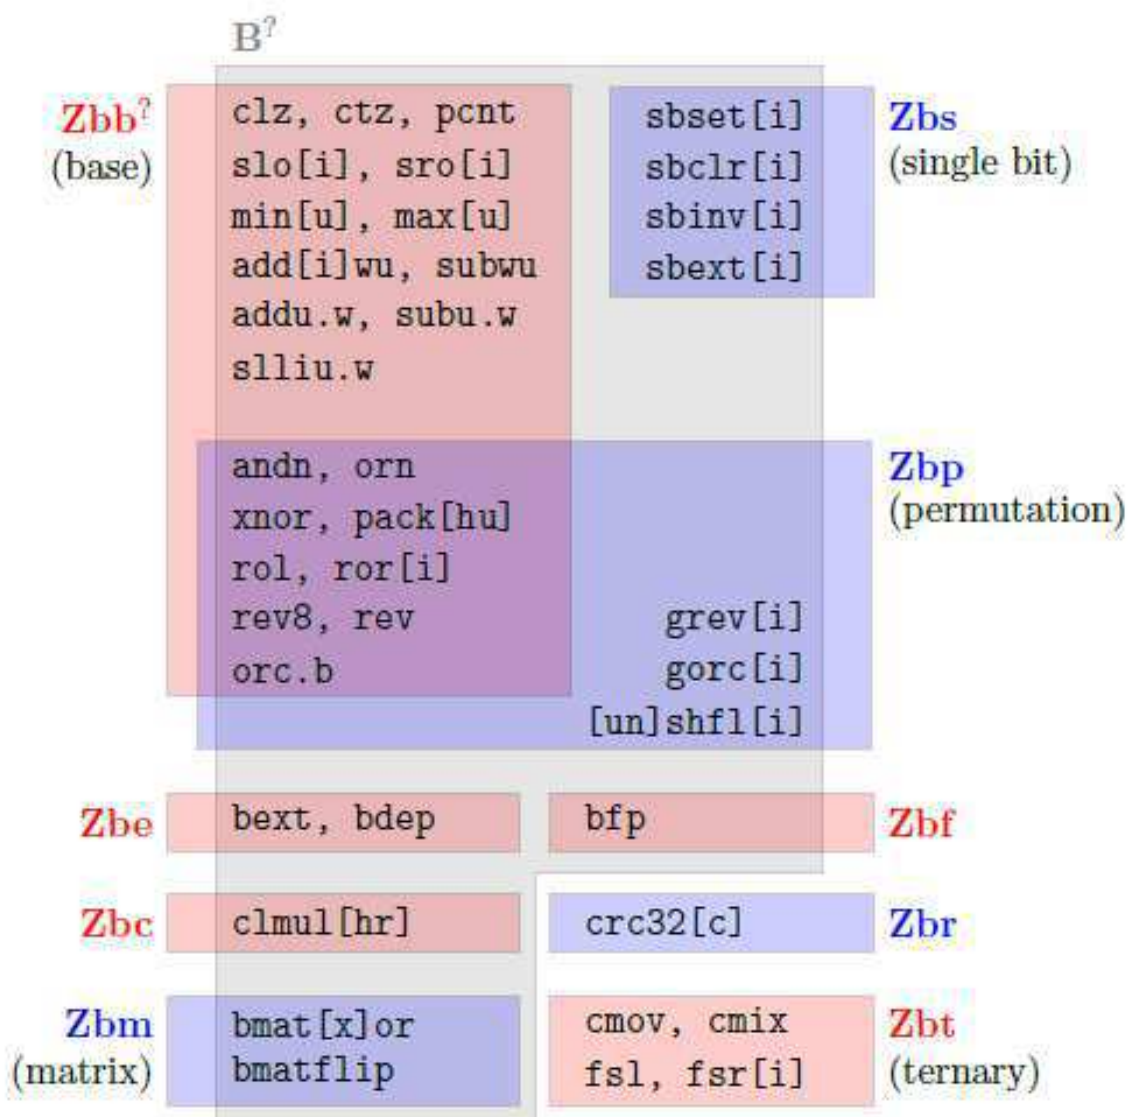 B?
Zbb?
(base)
clz, ctz, pcnt
slo[i], sro[i]
min[u], max[u]
add[i]wu, subwu
addu.w, subu.w
slliu.w
sbset[i]
sbclr[i]
sbinv[i]
sbext[i]
Zbs
(single bit)
andn, orn
xnor, pack[hu]
rol, ror[i]
rev8, rev
orc.b
grev[i]
gorc[i]
[un]shfl[i]
Zbp
(permutation)
Zbe
bext, bdep
bfp
Zbf
Zbc
clmul[hr]
crc32[c]
Zbr
Zbm
(matrix)
bmat[x]or
bmatflip
cmov, cmix
fsl, fsr[i]
Zbt
(ternary)